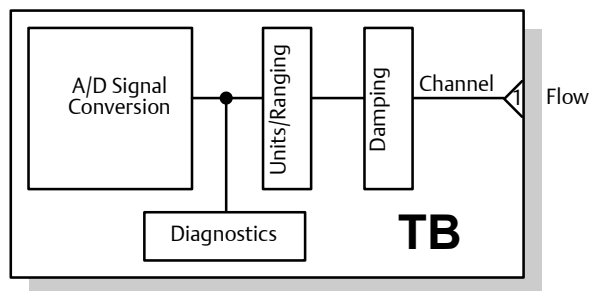 A/D Signal
Conversion
Units/Ranging
Damping
Channel
1
Flow
Diagnostics
TB